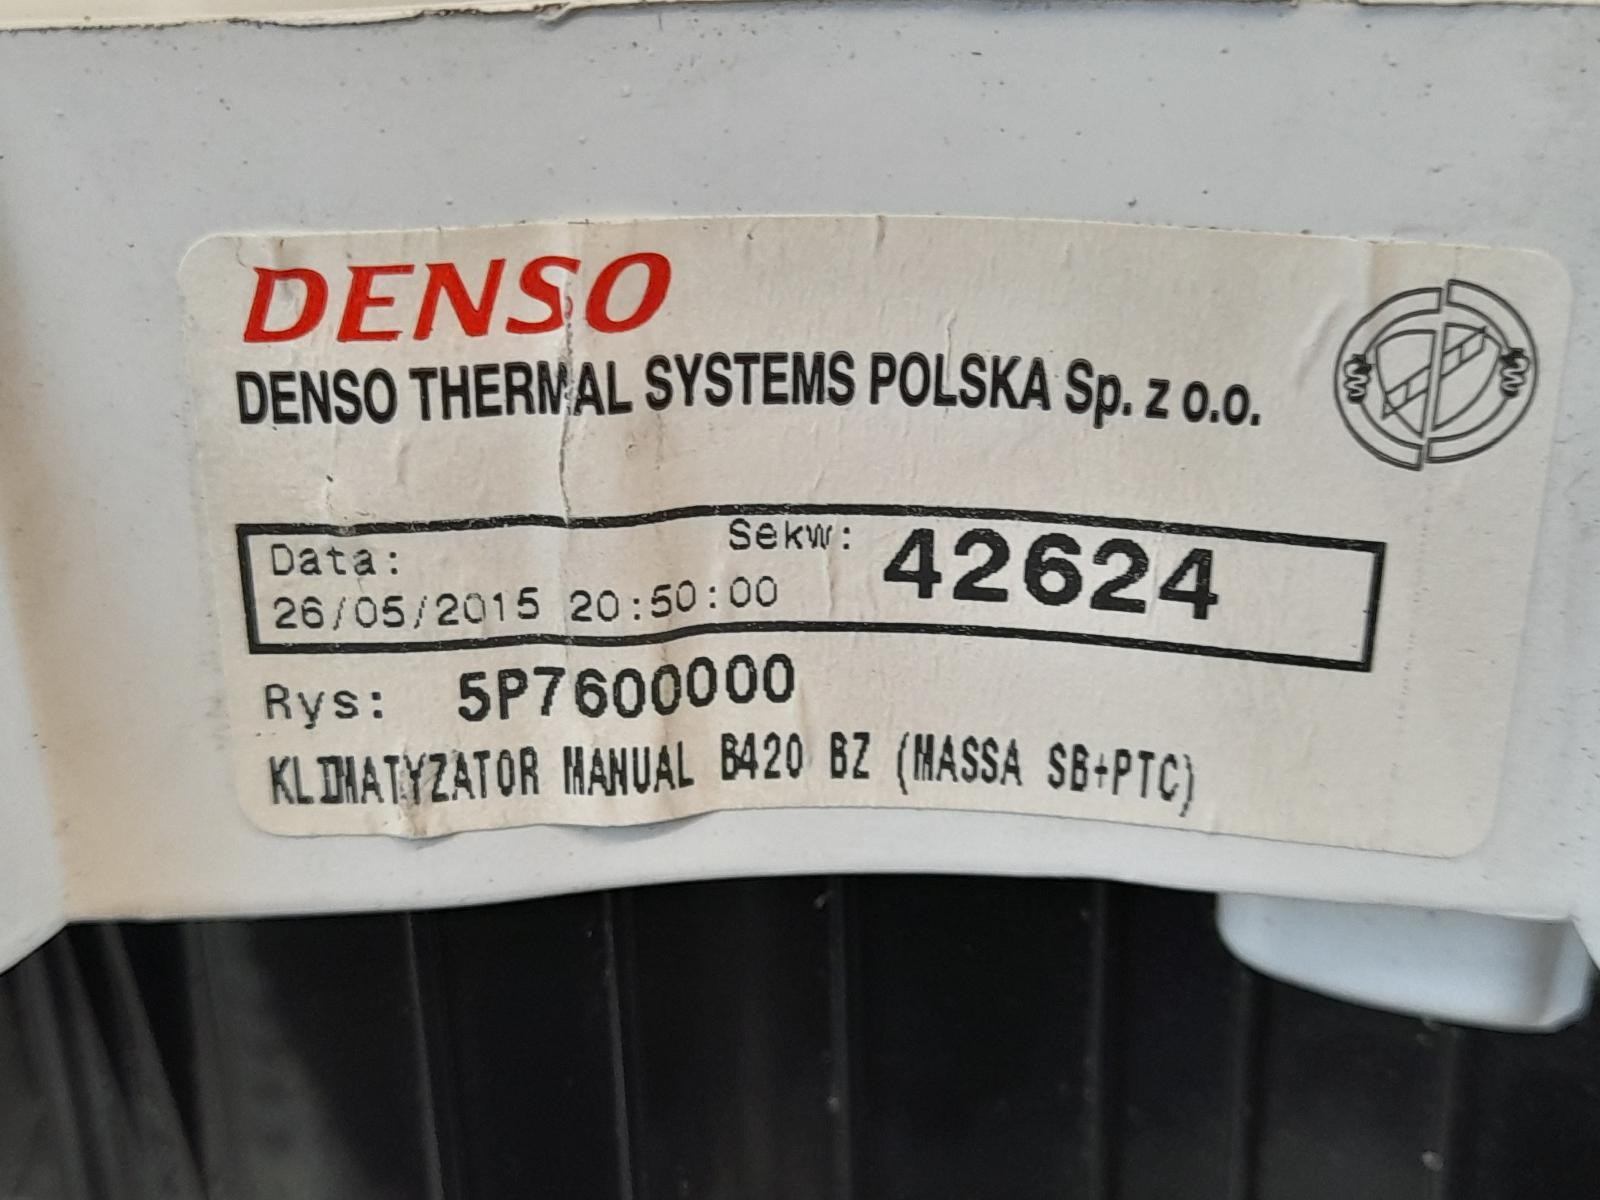 DENSO
DENSO THERMAL SYSTEMS POLSKA Sp. z o.o.
Data:
Sekw: 42624
26/05/2015 20:50:00
Rys: 5P7600000
KLIMATYZATOR MANUAL B420 BZ (MASSA SB+PTC)